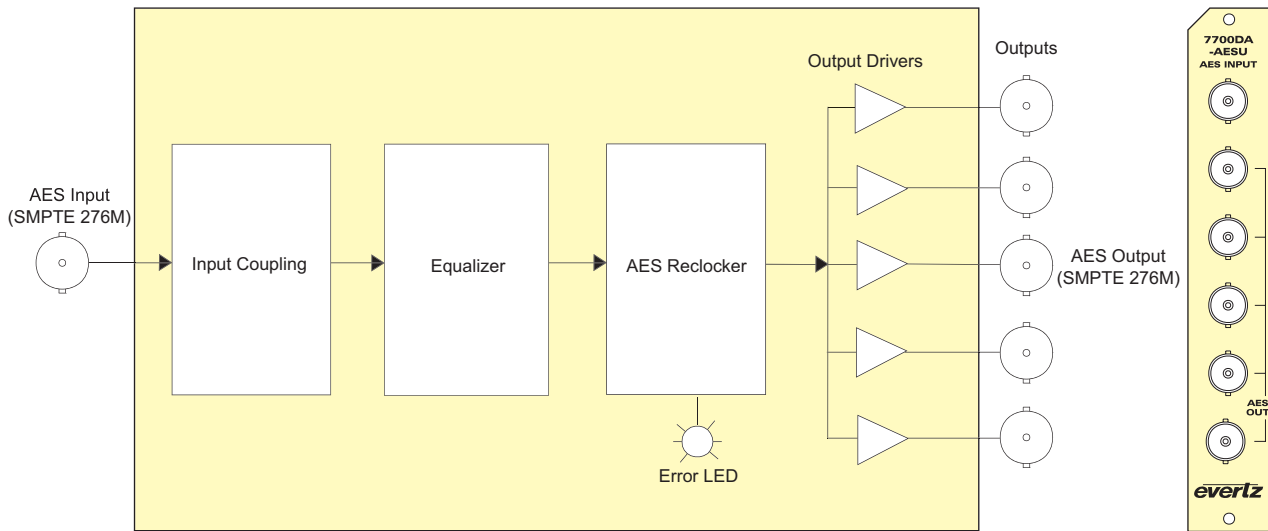 AES Input
(SMPTE 276M)
Input Coupling
Equalizer
AES Reclocker
Error LED
Output Drivers
Outputs
AES Output
(SMPTE 276M)
7700DA
-AESU
AES INPUT
AES
OUT
evertz